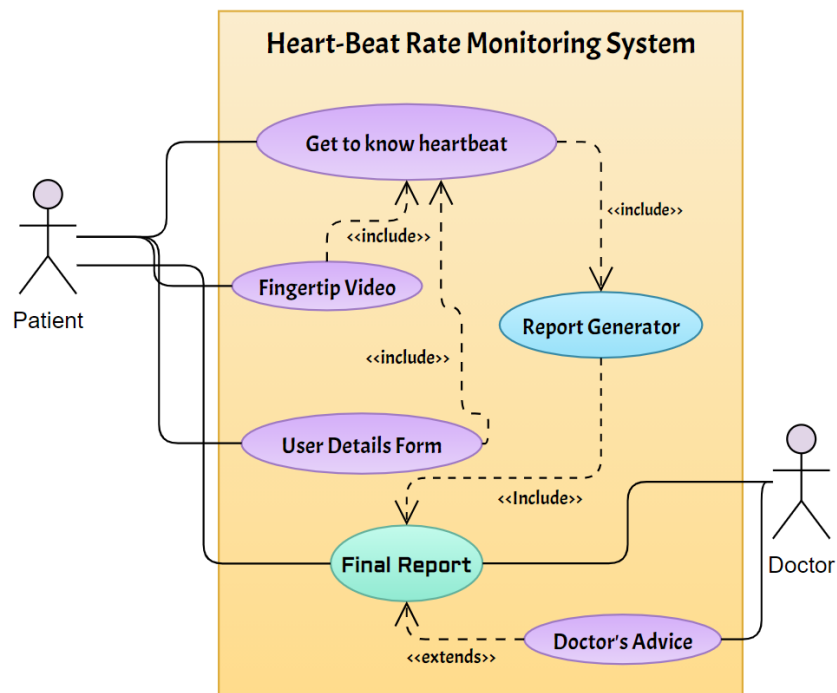 Heart-Beat Rate Monitoring System
Get to know heartbeat
<<include>>
<<include>>
Fingertip Video
Patient
Report Generator
<<include>>
User Details Form
<<Include>>
Final Report
Doctor
Doctor's Advice
<<extends>>